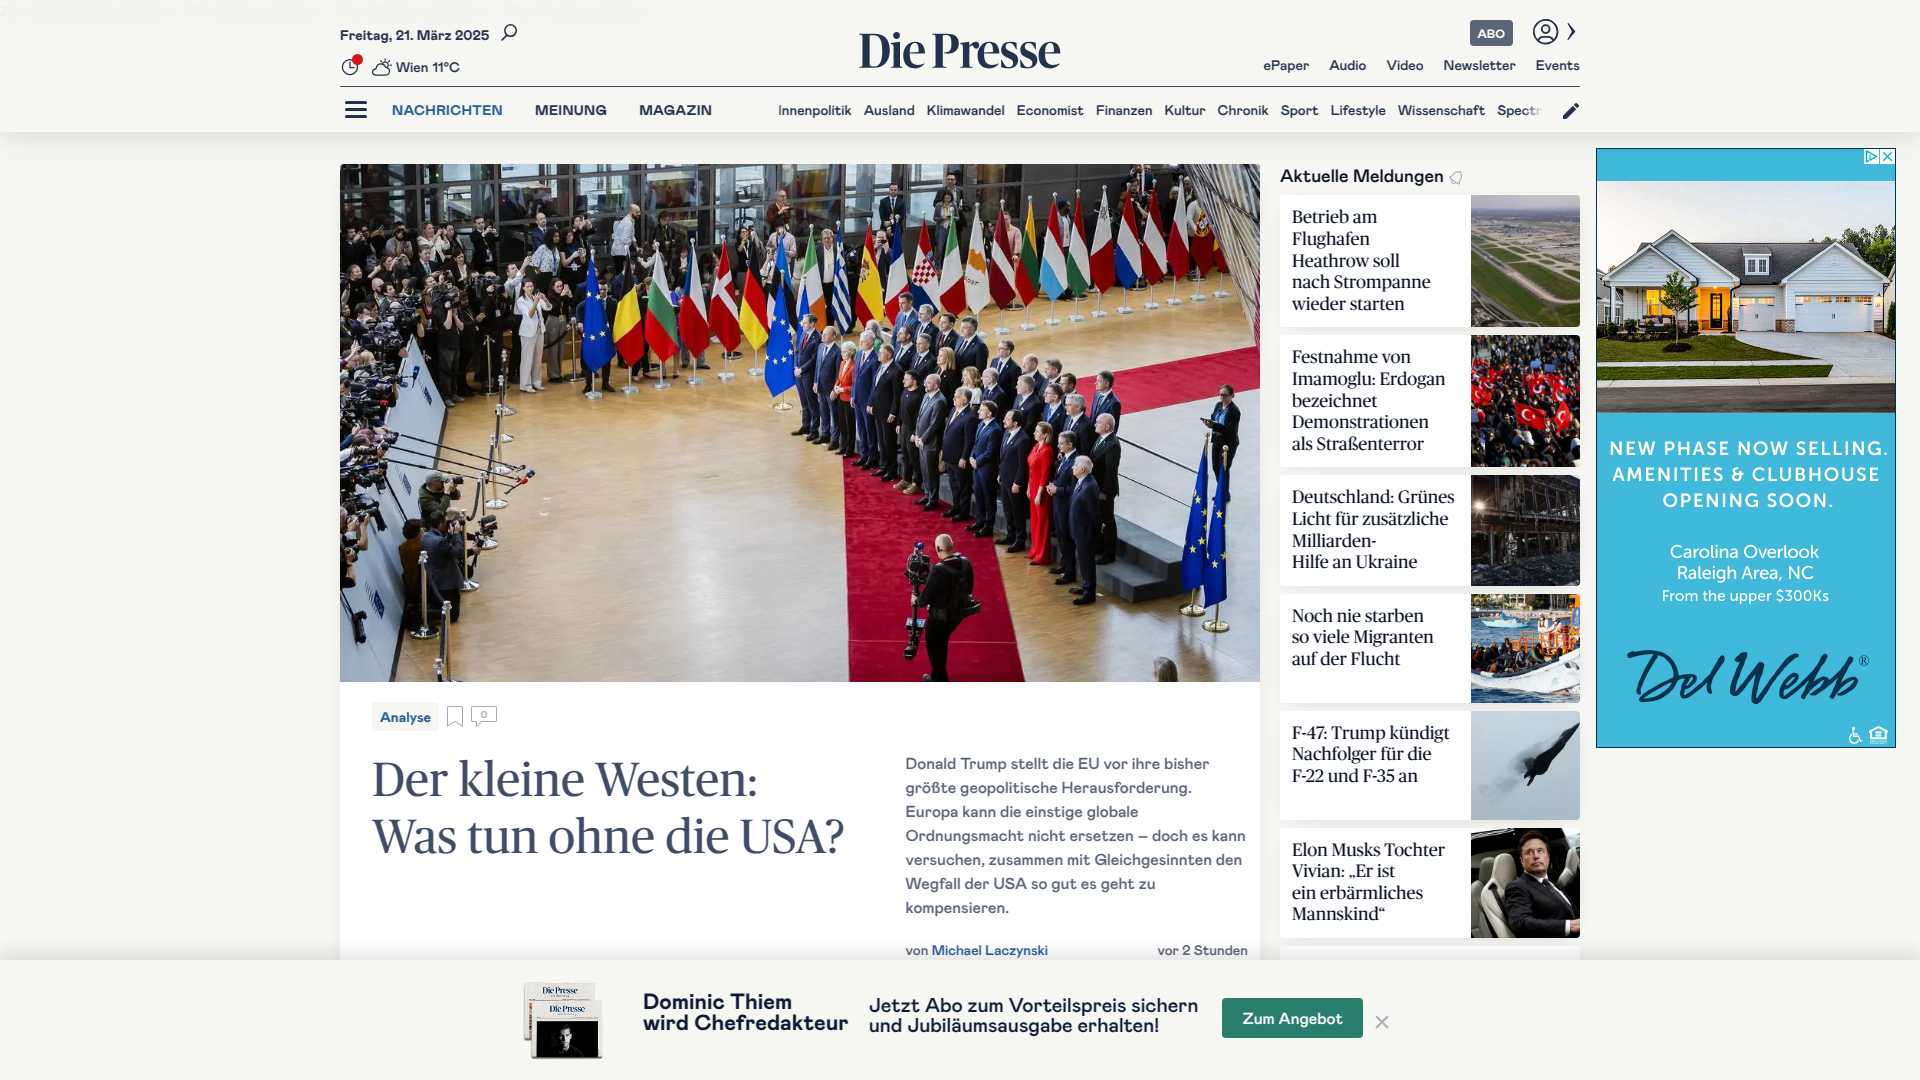 Freitag, 21. März 2025
Wien 11°C
Die Presse
ABO
ePaper Audio Video Newsletter Events
NACHRICHTEN MEINUNG MAGAZIN
Innenpolitik Ausland Klimawandel Economist Finanzen Kultur Chronik Sport Lifestyle Wissenschaft Spectr
Analyse
0
Der kleine Westen:
Was tun ohne die USA?
Donald Trump stellt die EU vor ihre bisher
größte geopolitische Herausforderung.
Europa kann die einstige globale
Ordnungsmacht nicht ersetzen – doch es kann
versuchen, zusammen mit Gleichgesinnten den
Wegfall der USA so gut es geht zu
kompensieren.
von Michael Laczynski
vor 2 Stunden
Aktuelle Meldungen
Betrieb am
Flughafen
Heathrow soll
nach Strompanne
wieder starten
Festnahme von
Imamoglu: Erdogan
bezeichnet
Demonstrationen
als Straßenterror
Deutschland: Grünes
Licht für zusätzliche
Milliarden-
Hilfe an Ukraine
Noch nie starben
so viele Migranten
auf der Flucht
F-47: Trump kündigt
Nachfolger für die
F-22 und F-35 an
Elon Musks Tochter
Vivian: „Er ist
ein erbärmliches
Mannskind“
NEW PHASE NOW SELLING.
AMENITIES & CLUBHOUSE
OPENING SOON.
Carolina Overlook
Raleigh Area, NC
From the upper $300Ks
Del Webb®
Die Presse
Die Presse
Dominic Thiem
wird Chefredakteur
Jetzt Abo zum Vorteilspreis sichern
und Jubiläumsausgabe erhalten!
Zum Angebot